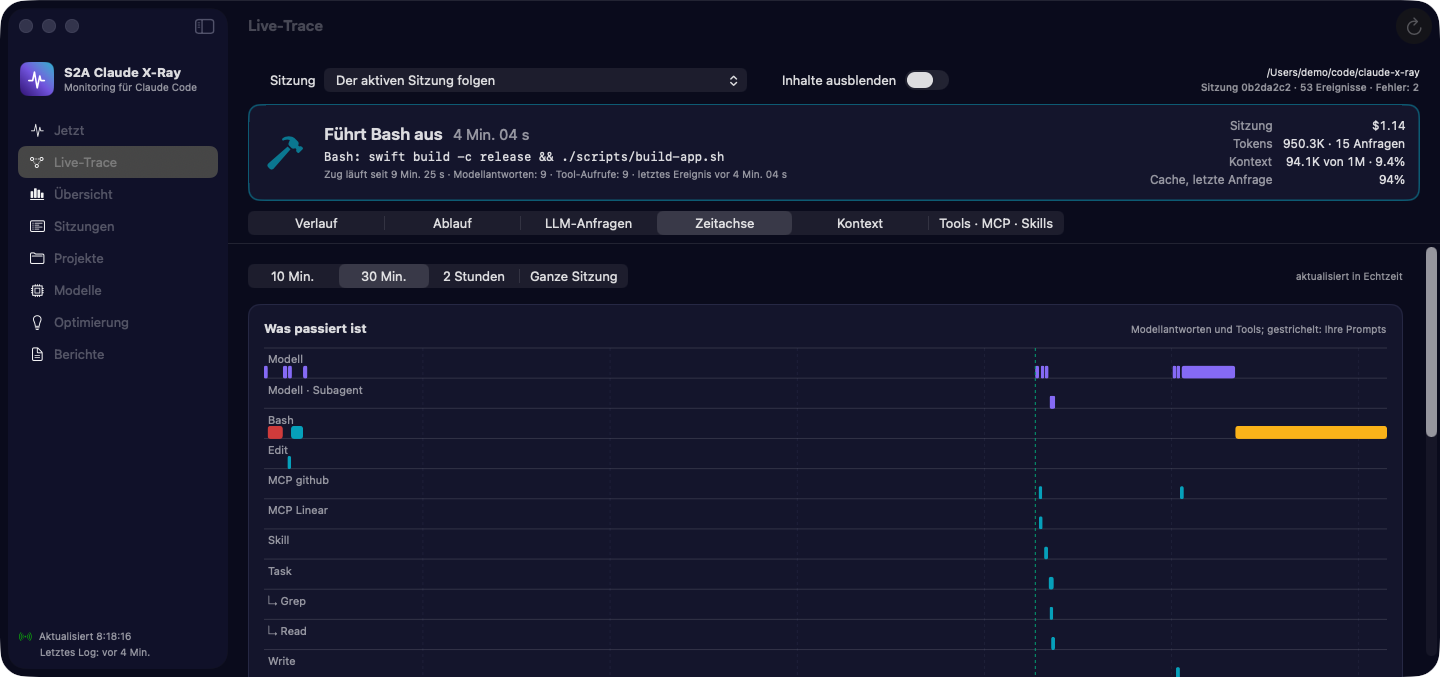 Live-Trace
S2A Claude X-Ray
Monitoring für Claude Code
Jetzt
Live-Trace
Übersicht
Sitzungen
Projekte
Modelle
Optimierung
Berichte
Aktualisiert 8:18:16
Letztes Log: vor 4 Min.
Sitzung
Der aktiven Sitzung folgen
Inhalte ausblenden
/Users/demo/code/claude-x-ray
Sitzung 0b2da2c2 · 53 Ereignisse · Fehler: 2
Führt Bash aus 4 Min. 04 s
Bash: swift build -c release && ./scripts/build-app.sh
Zug läuft seit 9 Min. 25 s · Modellantworten: 9 · Tool-Aufrufe: 9 · letztes Ereignis vor 4 Min. 04 s
Sitzung $1.14
Tokens 950.3K · 15 Anfragen
Kontext 94.1K von 1M · 9.4%
Cache, letzte Anfrage 94%
Verlauf Ablauf LLM-Anfragen Zeitachse Kontext Tools · MCP · Skills
10 Min. 30 Min. 2 Stunden Ganze Sitzung
aktualisiert in Echtzeit
Was passiert ist
Modellantworten und Tools; gestrichelt: Ihre Prompts
Modell
Modell · Subagent
Bash
Edit
MCP github
MCP Linear
Skill
Task
Grep
Read
Write